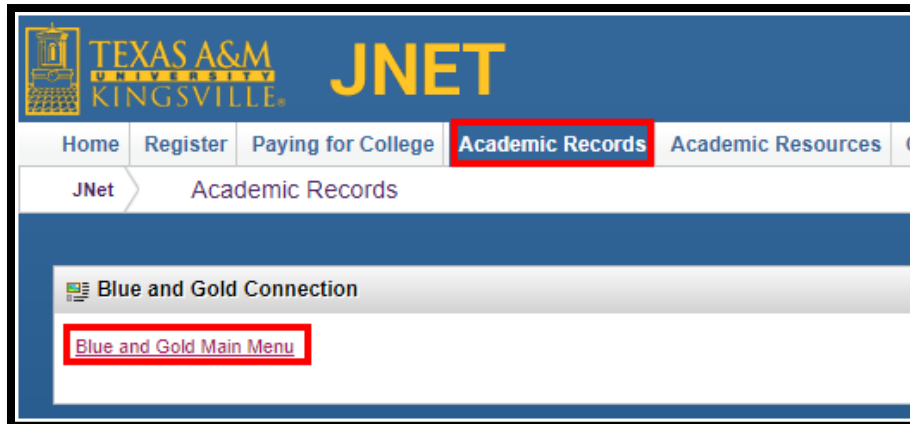 TEXAS A&M
UNIVERSITY
KINGSVILLE®
JNET
Home Register Paying for College Academic Records Academic Resources
JNet Academic Records
Blue and Gold Connection
Blue and Gold Main Menu